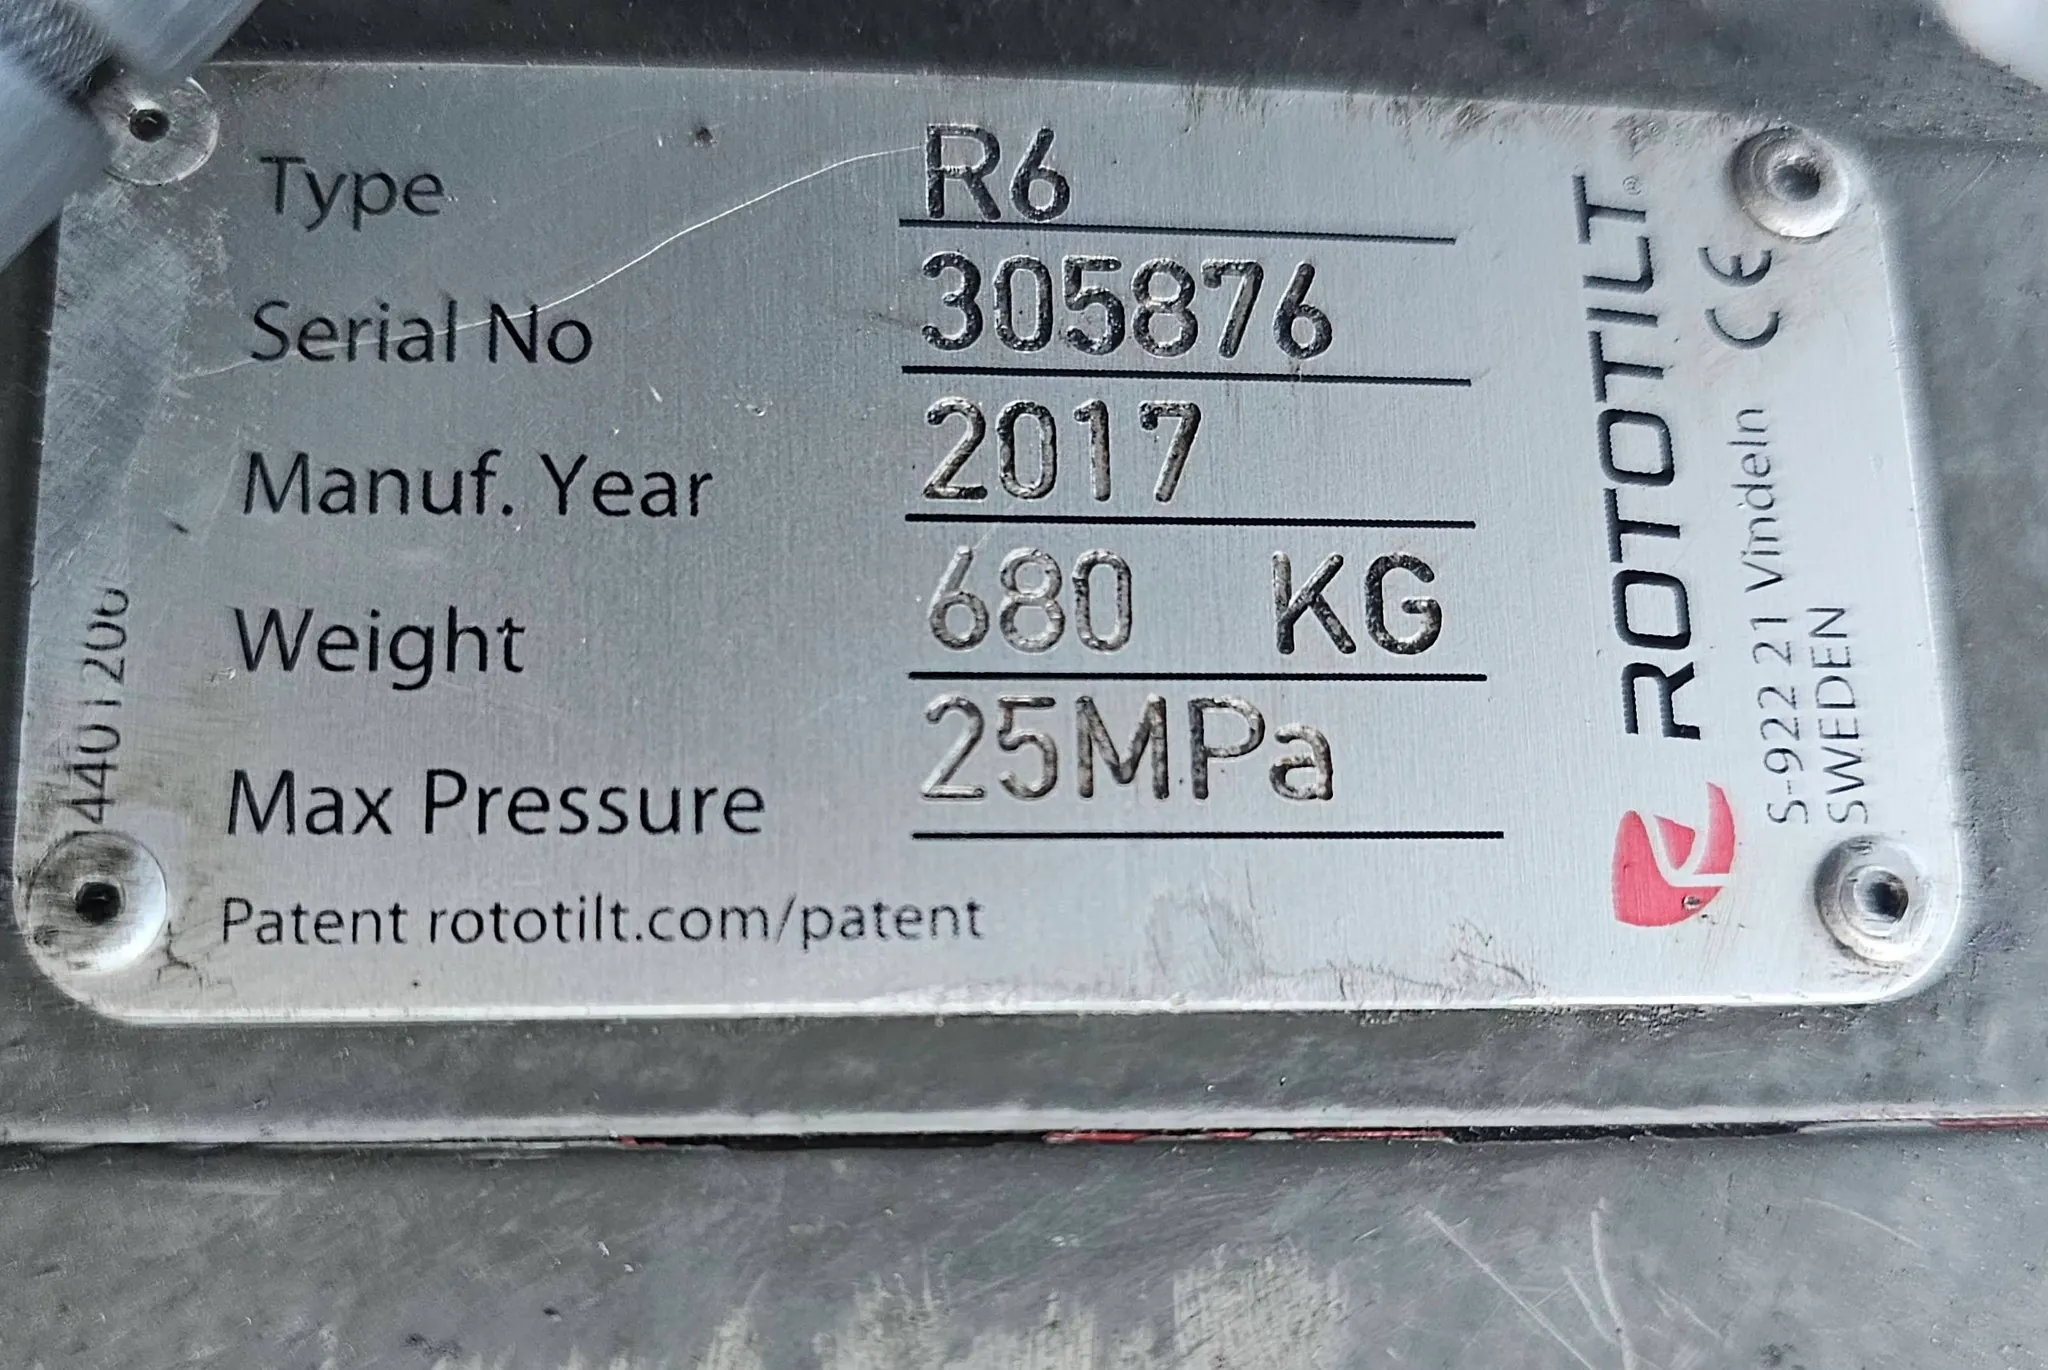 Type R6
Serial No 305876
Manuf. Year 2017
Weight 680 KG
Max Pressure 25MPa
Patent rototilt.com/patent
ROTOTILT®
CE
S-922 21 Vindeln
SWEDEN